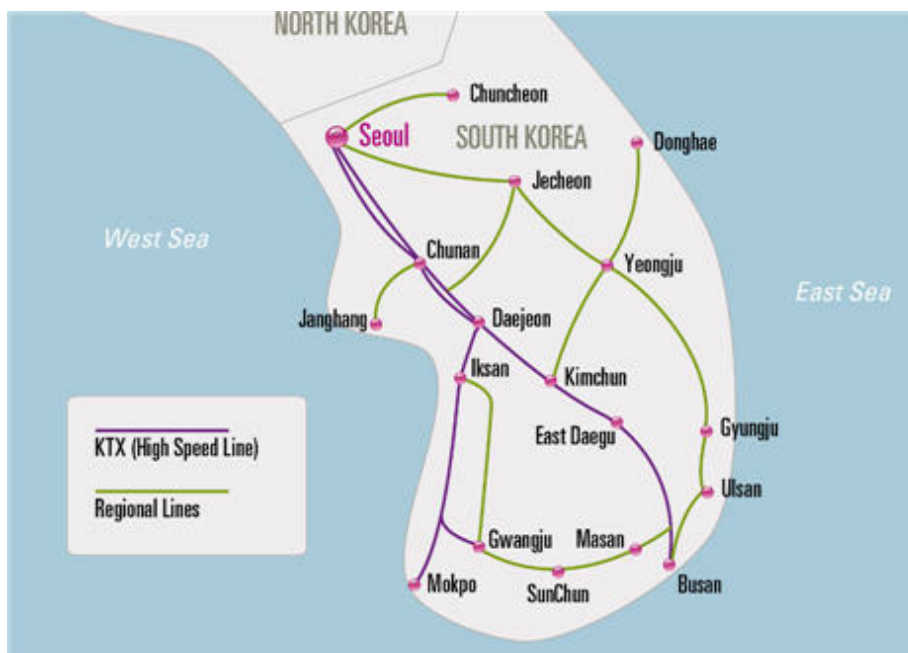 NORTH KOREA
Chuncheon
Seoul
SOUTH KOREA
Donghae
Jecheon
West Sea
Chunan
Yeongju
East Sea
Janghang
Daejeon
Iksan
Kimchun
East Daegu
Gyungju
KTX (High Speed Line)
Ulsan
Regional Lines
Gwangju
Masan
Mokpo
SunChun
Busan